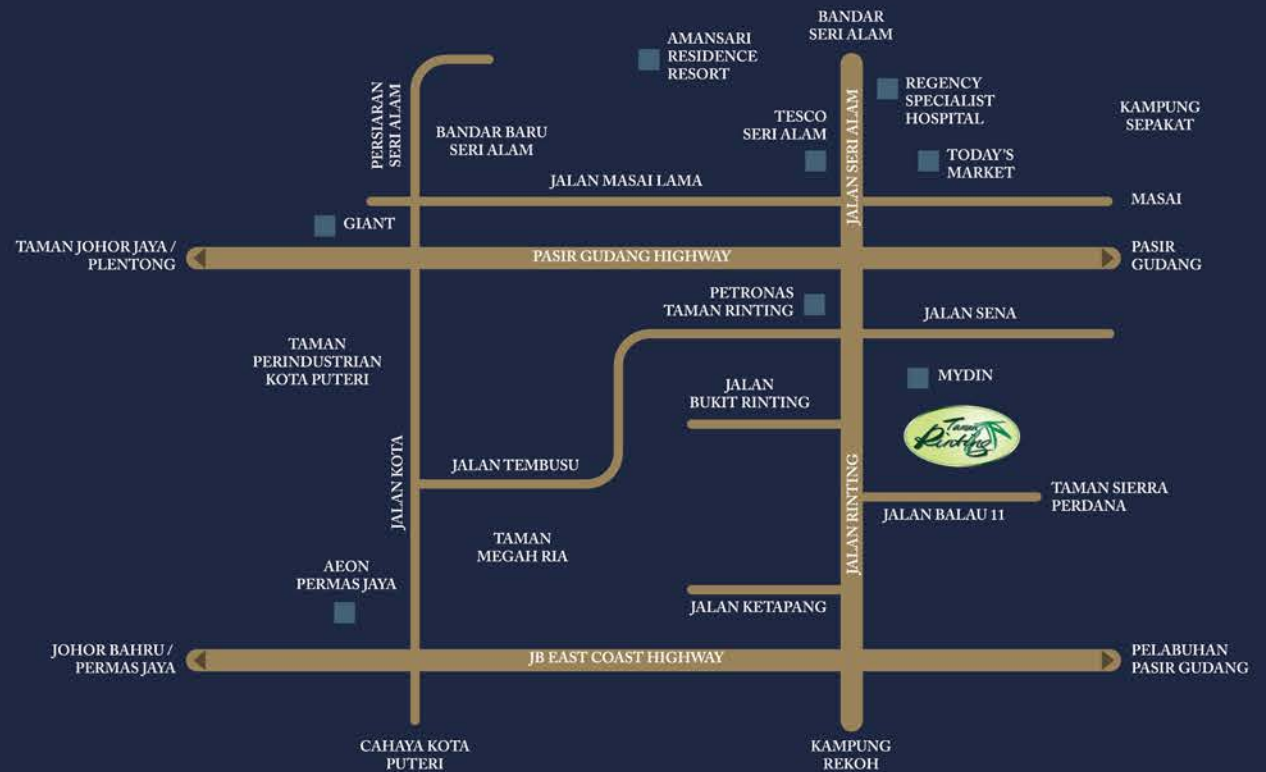 BANDAR
SERI ALAM
AMANSARI
RESIDENCE
RESORT
PERSIARAN
SERI ALAM
REGENCY
SPECIALIST
HOSPITAL
KAMPUNG
SEPAKAT
TESCO
SERI ALAM
BANDAR BARU
SERI ALAM
JALAN SERI ALAM
TODAY'S
MARKET
JALAN MASAI LAMA
MASAI
GIANT
TAMAN JOHOR JAYA /
PLENTONG
PASIR GUDANG HIGHWAY
PASIR
GUDANG
PETRONAS
TAMAN RINTING
JALAN SENA
TAMAN
PERINDUSTRIAN
KOTA PUTERI
JALAN
BUKIT RINTING
MYDIN
Taman
Rinting
JALAN KOTA
JALAN TEMBUSU
JALAN RINTING
TAMAN SIERRA
PERDANA
JALAN BALAU 11
TAMAN
MEGAH RIA
AEON
PERMAS JAYA
JALAN KETAPANG
JOHOR BAHRU /
PERMAS JAYA
JB EAST COAST HIGHWAY
PELABUHAN
PASIR GUDANG
CAHAYA KOTA
PUTERI
KAMPUNG
REKOH